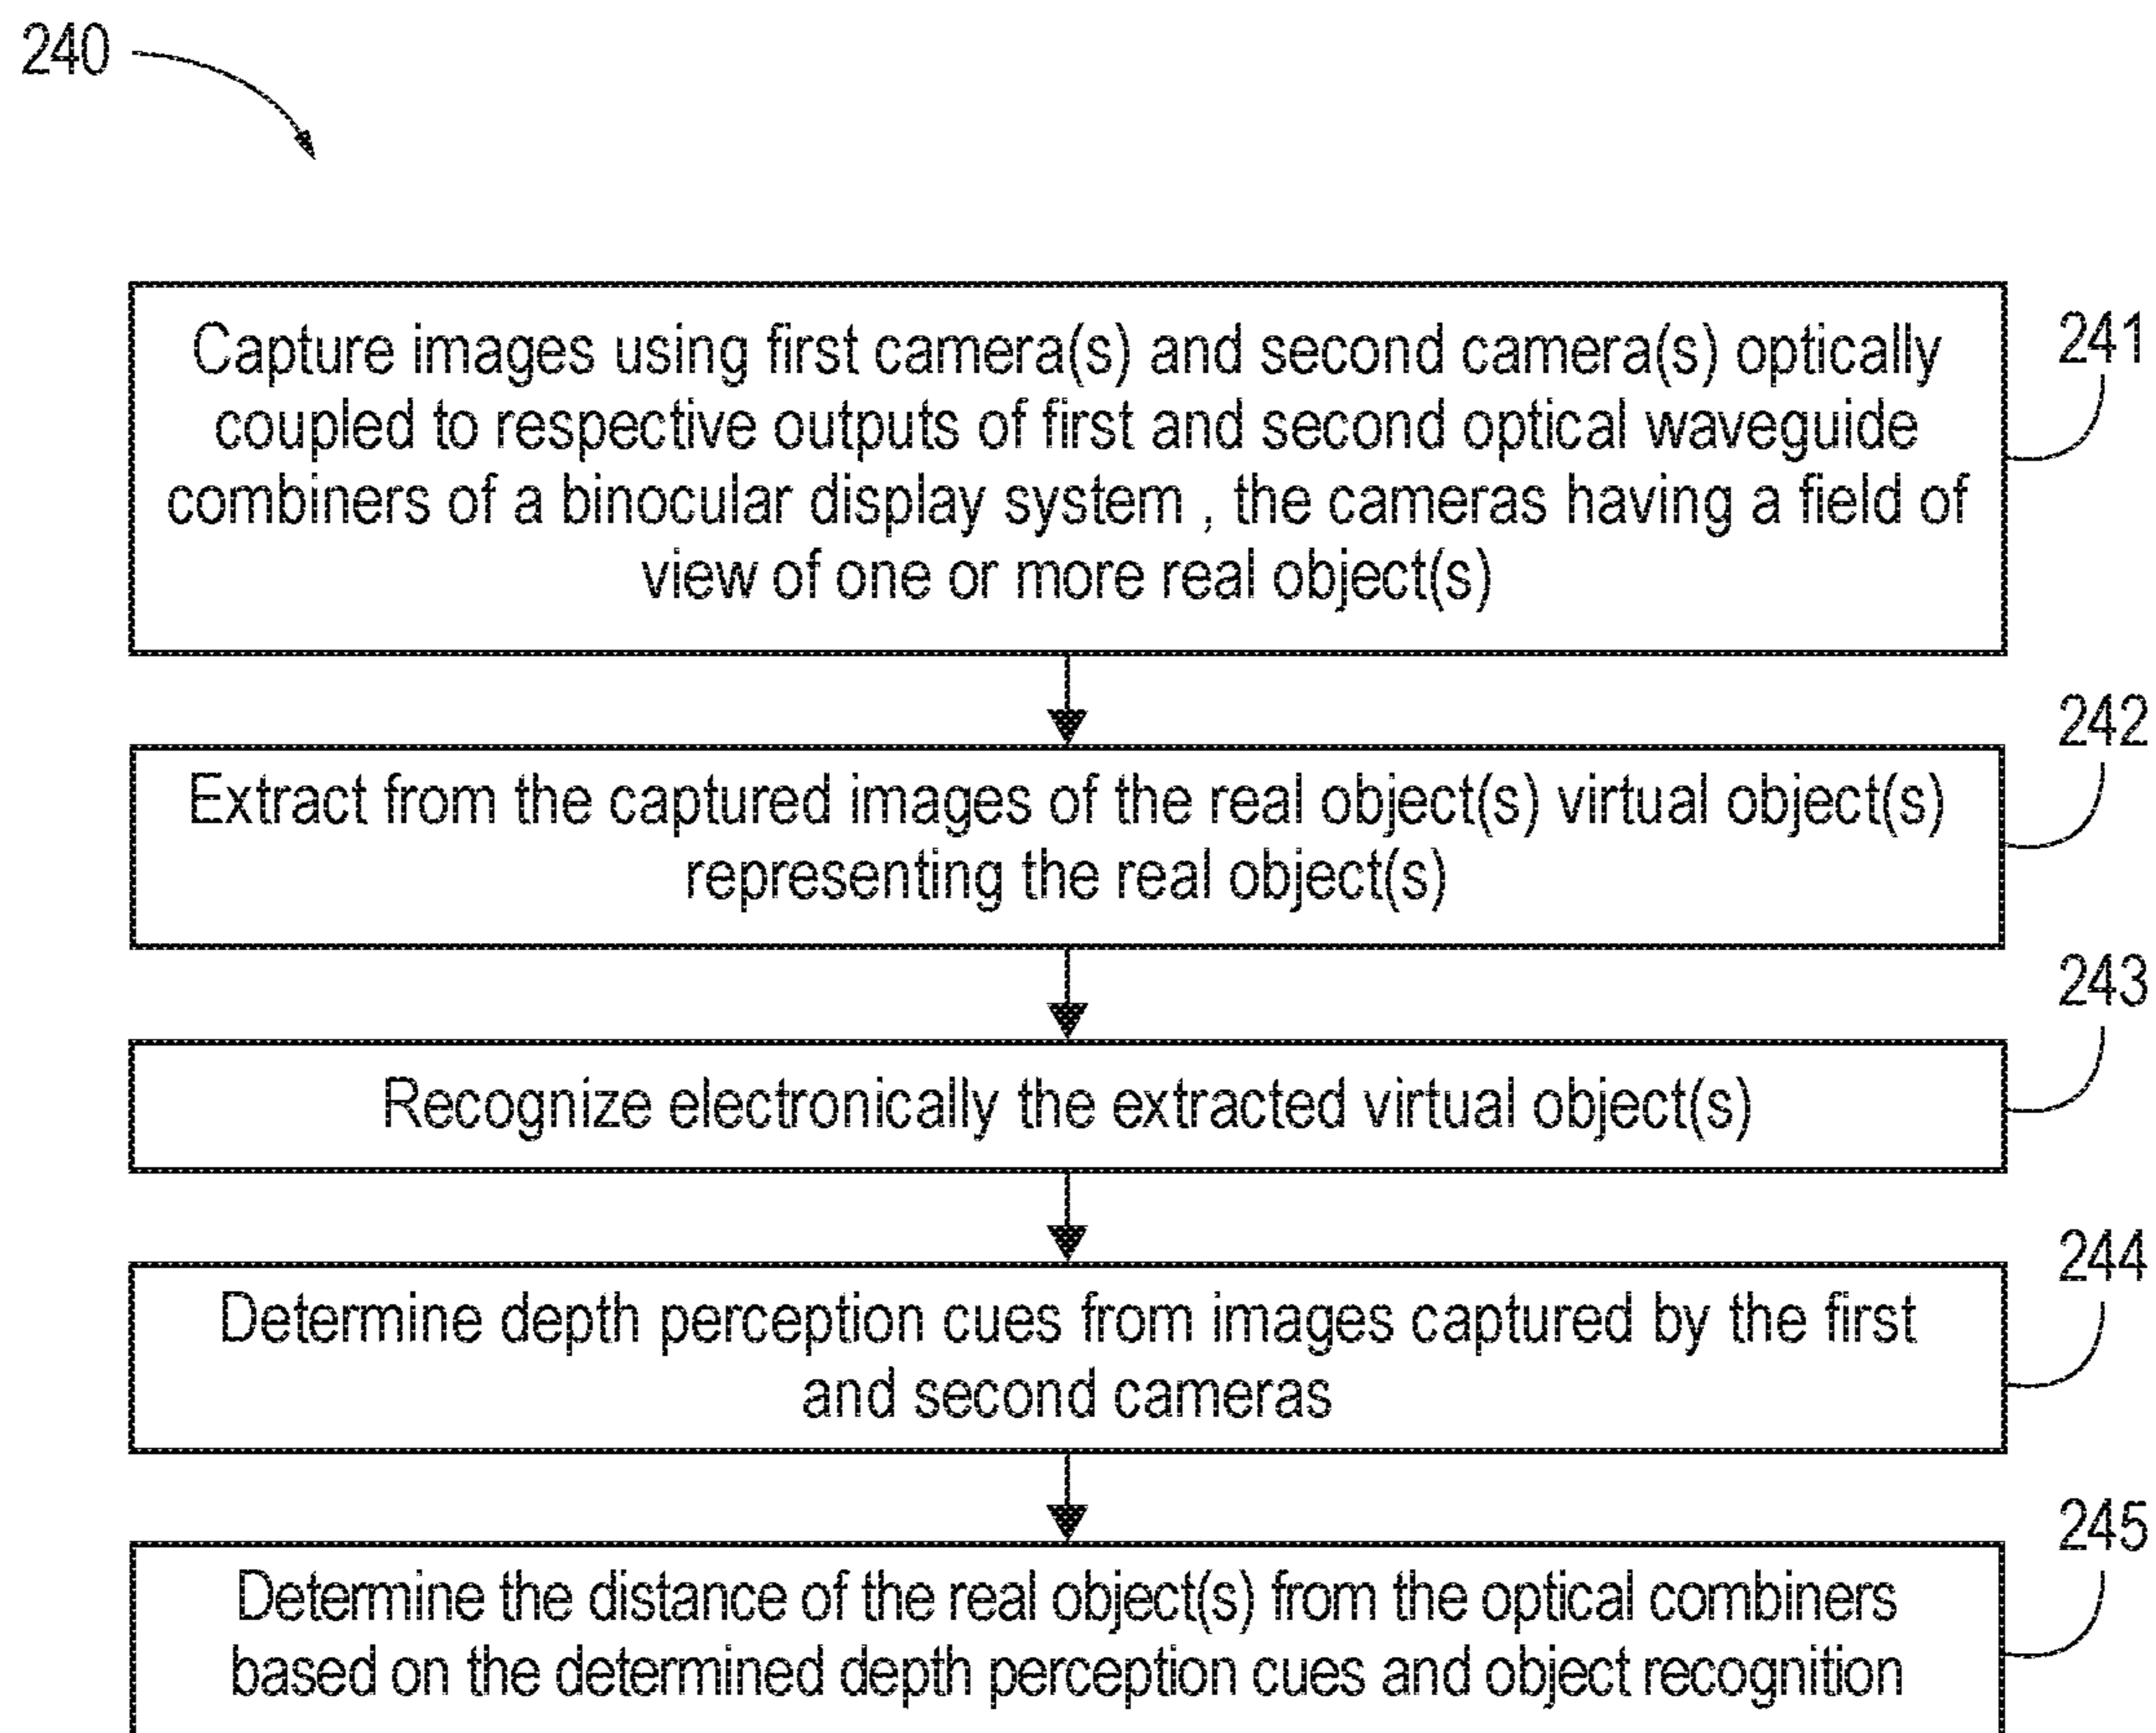 240
Capture images using first camera(s) and second camera(s) optically
coupled to respective outputs of first and second optical waveguide
combiners of a binocular display system , the cameras having a field of
view of one or more real object(s)
241
Extract from the captured images of the real object(s) virtual object(s)
representing the real object(s)
242
Recognize electronically the extracted virtual object(s)
243
Determine depth perception cues from images captured by the first
and second cameras
244
Determine the distance of the real object(s) from the optical combiners
based on the determined depth perception cues and object recognition
245